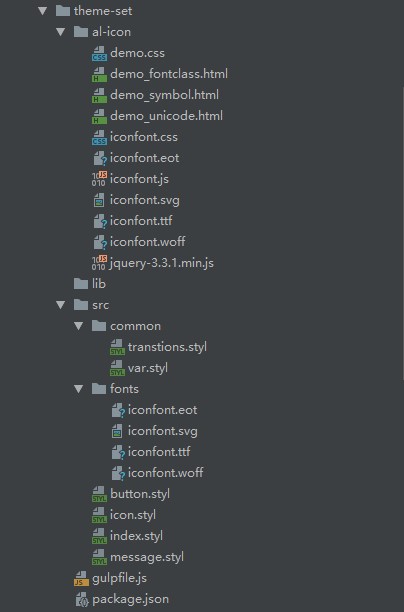 theme-set
al-icon
demo.css
demo_fontclass.html
demo_symbol.html
demo_unicode.html
iconfont.css
iconfont.eot
iconfont.js
iconfont.svg
iconfont.ttf
iconfont.woff
jquery-3.3.1.min.js
lib
src
common
transtions.styl
var.styl
fonts
iconfont.eot
iconfont.svg
iconfont.ttf
iconfont.woff
button.styl
icon.styl
index.styl
message.styl
gulpfile.js
package.json